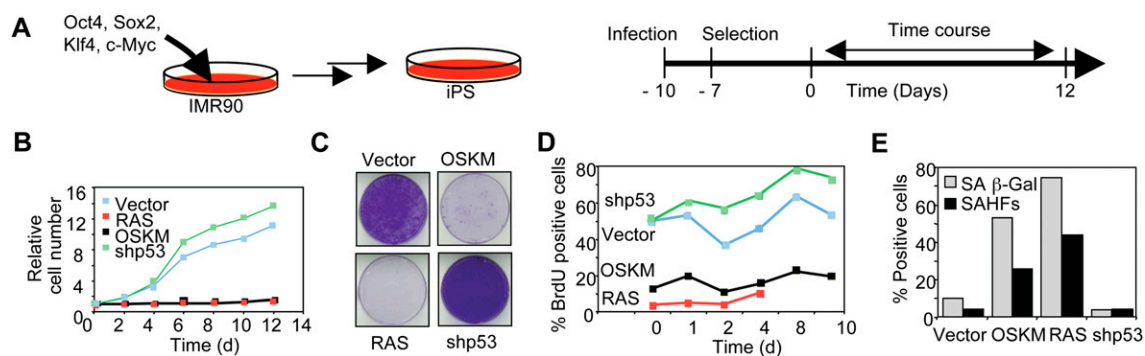 A
Oct4, Sox2,
Klf4, c-Myc
IMR90
iPS
Infection Selection Time course
- 10 - 7 0 Time (Days) 12
B
Relative
cell number
16
12
8
4
0
Vector
RAS
OSKM
shp53
0 2 4 6 8 10 12 14
Time (d)
C
Vector OSKM
RAS shp53
D
% BrdU positive cells
80
60
40
20
0
shp53
Vector
OSKM
RAS
0 1 2 4 8 10
Time (d)
E
% Positive cells
80
60
40
20
0
SA β-Gal
SAHFs
Vector OSKM RAS shp53